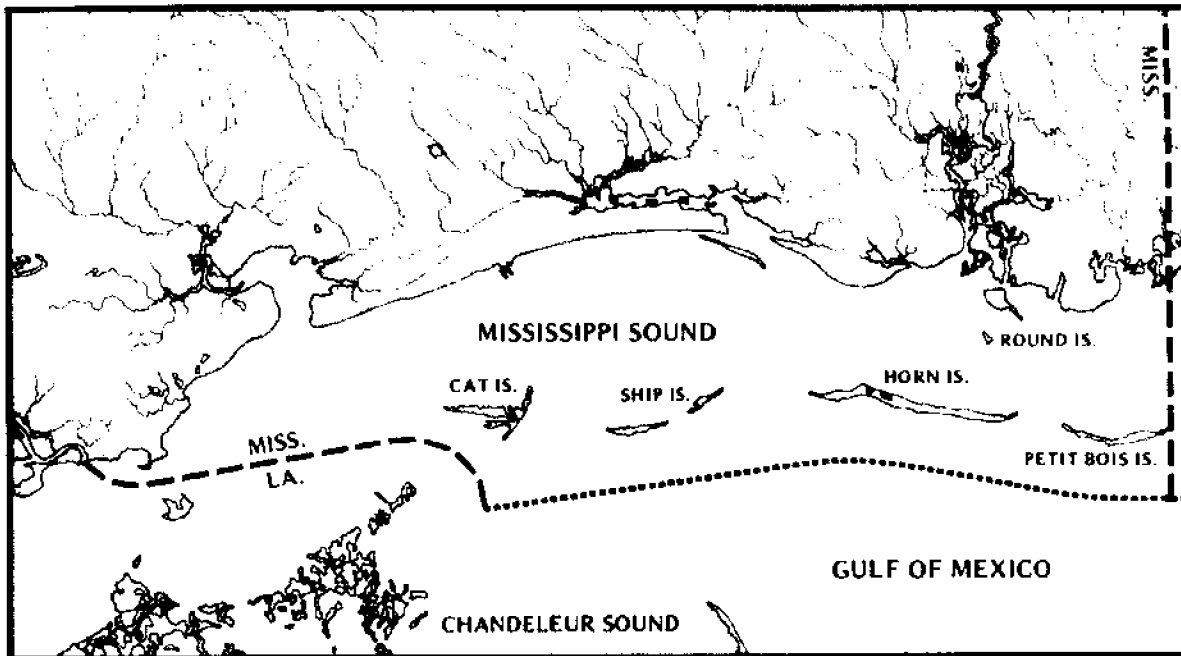 MISS.
MISSISSIPPI SOUND
ROUND IS.
CAT IS.
SHIP IS.
HORN IS.
PETIT BOIS IS.
MISS.
LA.
GULF OF MEXICO
CHANDELEUR SOUND